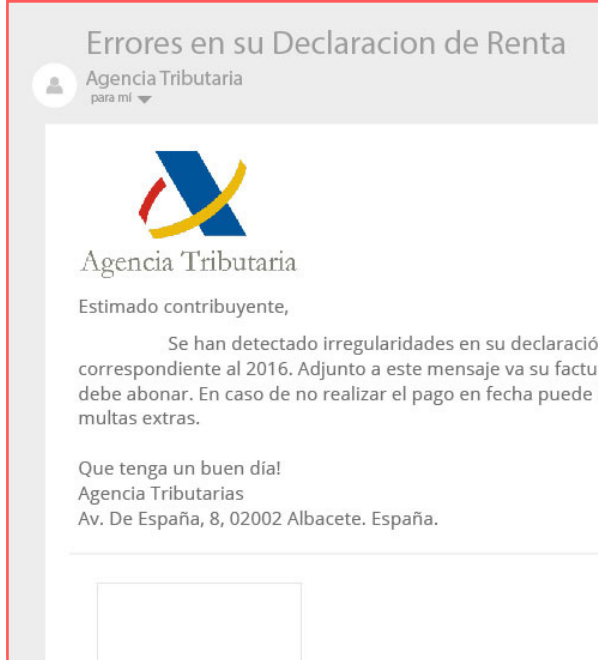 Errores en su Declaracion de Renta
Agencia Tributaria
para mí
Agencia Tributaria
Estimado contribuyente,
Se han detectado irregularidades en su declaració
correspondiente al 2016. Adjunto a este mensaje va su factu
debe abonar. En caso de no realizar el pago en fecha puede
multas extras.
Que tenga un buen día!
Agencia Tributarias
Av. De España, 8, 02002 Albacete. España.